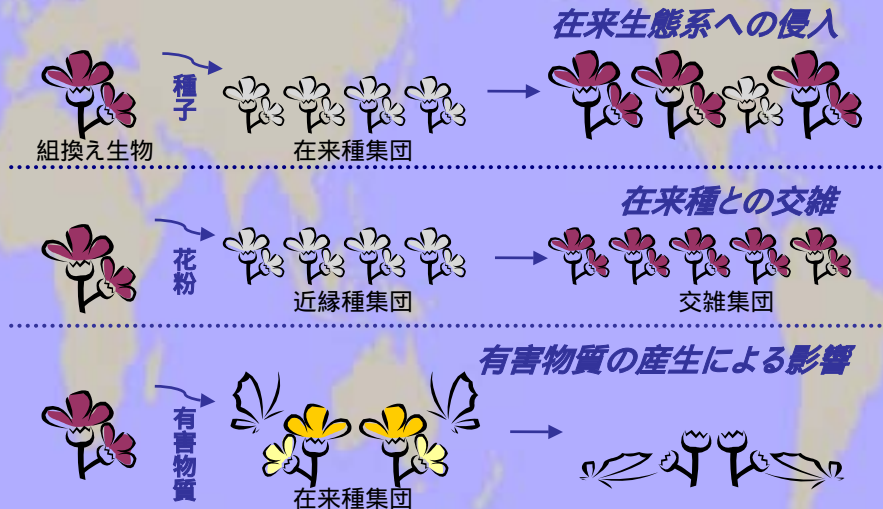 在来生態系への侵入
種子
組換え生物
在来種集団
在来種との交雑
花粉
近縁種集団
交雑集団
有害物質の産生による影響
有害物質
在来種集団